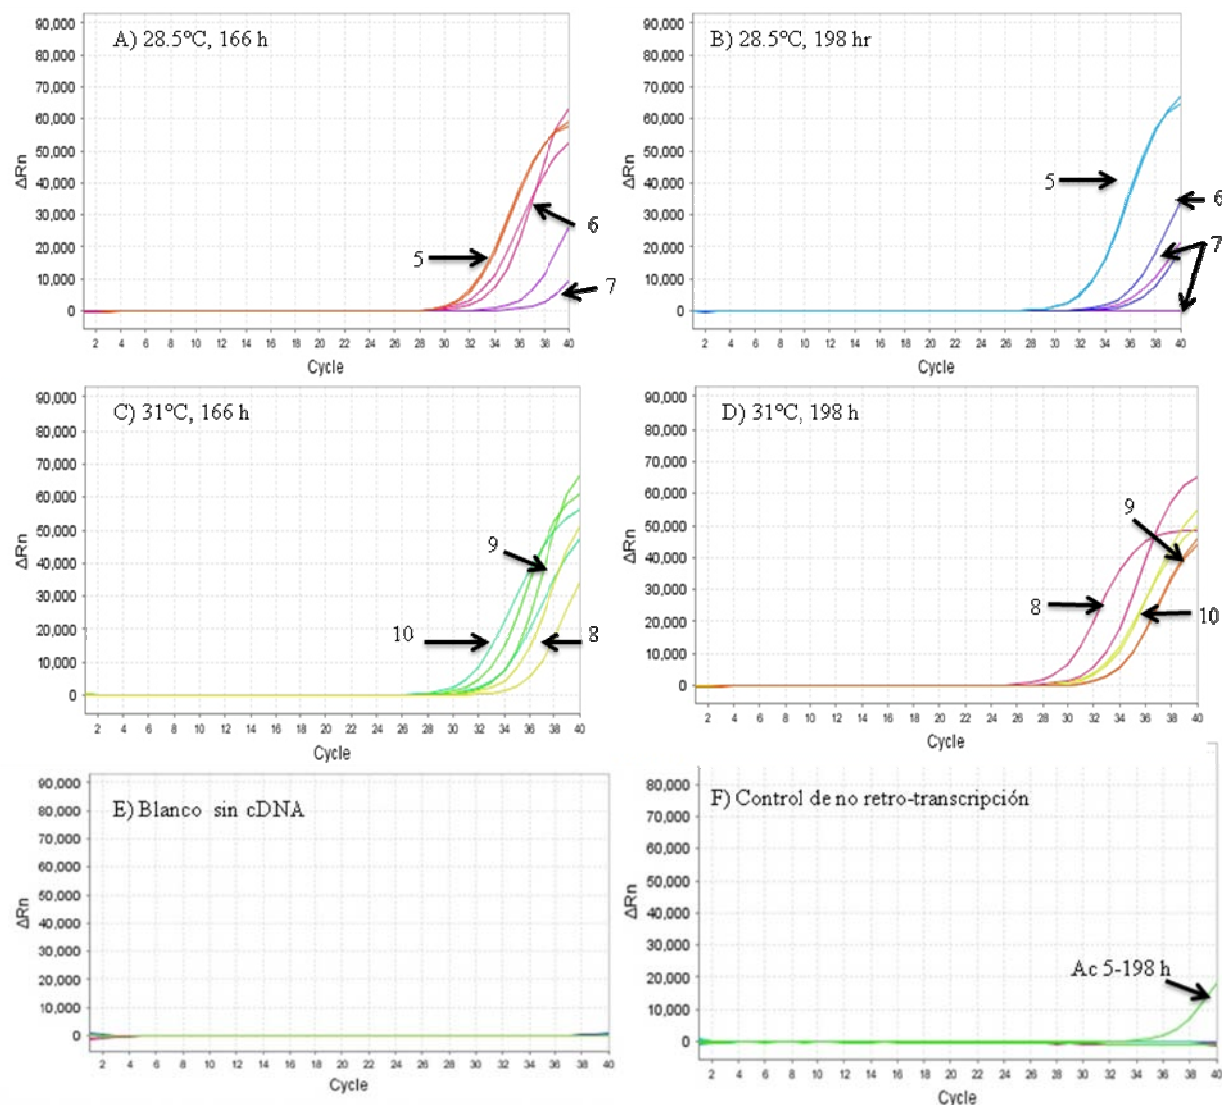 A) 28.5°C, 166 h
90,000
80,000
70,000
60,000
50,000
40,000
30,000
20,000
10,000
0
ΔRn
5
6
7
2 4 6 8 10 12 14 16 18 20 22 24 26 28 30 32 34 36 38 40
Cycle
B) 28.5°C, 198 hr
90,000
80,000
70,000
60,000
50,000
40,000
30,000
20,000
10,000
0
ΔRn
5
6
7
2 4 6 8 10 12 14 16 18 20 22 24 26 28 30 32 34 36 38 40
Cycle
C) 31°C, 166 h
90,000
80,000
70,000
60,000
50,000
40,000
30,000
20,000
10,000
0
ΔRn
9
10
8
2 4 6 8 10 12 14 16 18 20 22 24 26 28 30 32 34 36 38 40
Cycle
D) 31°C, 198 h
90,000
80,000
70,000
60,000
50,000
40,000
30,000
20,000
10,000
0
ΔRn
9
8
10
2 4 6 8 10 12 14 16 18 20 22 24 26 28 30 32 34 36 38 40
Cycle
E) Blanco sin cDNA
90,000
80,000
70,000
60,000
50,000
40,000
30,000
20,000
10,000
0
ΔRn
2 4 6 8 10 12 14 16 18 20 22 24 26 28 30 32 34 36 38 40
Cycle
F) Control de no retro-transcripción
80,000
70,000
60,000
50,000
40,000
30,000
20,000
10,000
0
ΔRn
Ac 5-198 h
2 4 6 8 10 12 14 16 18 20 22 24 26 28 30 32 34 36 38 40
Cycle